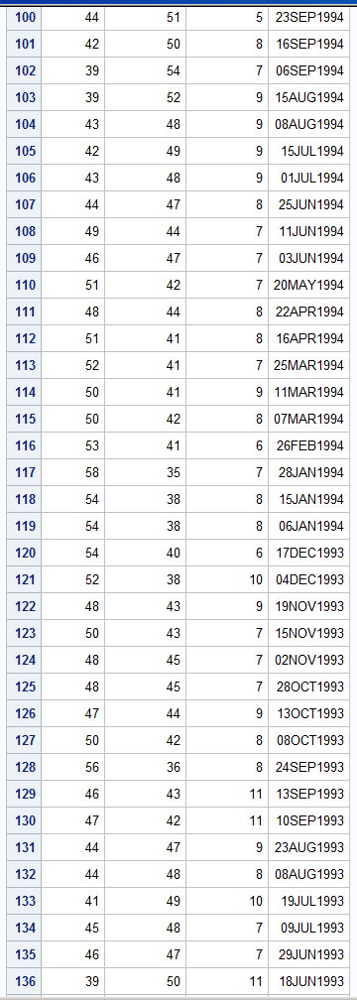 100 44 51 5 23SEP1994
101 42 50 8 16SEP1994
102 39 54 7 06SEP1994
103 39 52 9 15AUG1994
104 43 48 9 08AUG1994
105 42 49 9 15JUL1994
106 43 48 9 01JUL1994
107 44 47 8 25JUN1994
108 49 44 7 11JUN1994
109 46 47 7 03JUN1994
110 51 42 7 20MAY1994
111 48 44 8 22APR1994
112 51 41 8 16APR1994
113 52 41 7 25MAR1994
114 50 41 9 11MAR1994
115 50 42 8 07MAR1994
116 53 41 6 26FEB1994
117 58 35 7 28JAN1994
118 54 38 8 15JAN1994
119 54 38 8 06JAN1994
120 54 40 6 17DEC1993
121 52 38 10 04DEC1993
122 48 43 9 19NOV1993
123 50 43 7 15NOV1993
124 48 45 7 02NOV1993
125 48 45 7 28OCT1993
126 47 44 9 13OCT1993
127 50 42 8 08OCT1993
128 56 36 8 24SEP1993
129 46 43 11 13SEP1993
130 47 42 11 10SEP1993
131 44 47 9 23AUG1993
132 44 48 8 08AUG1993
133 41 49 10 19JUL1993
134 45 48 7 09JUL1993
135 46 47 7 29JUN1993
136 39 50 11 18JUN1993